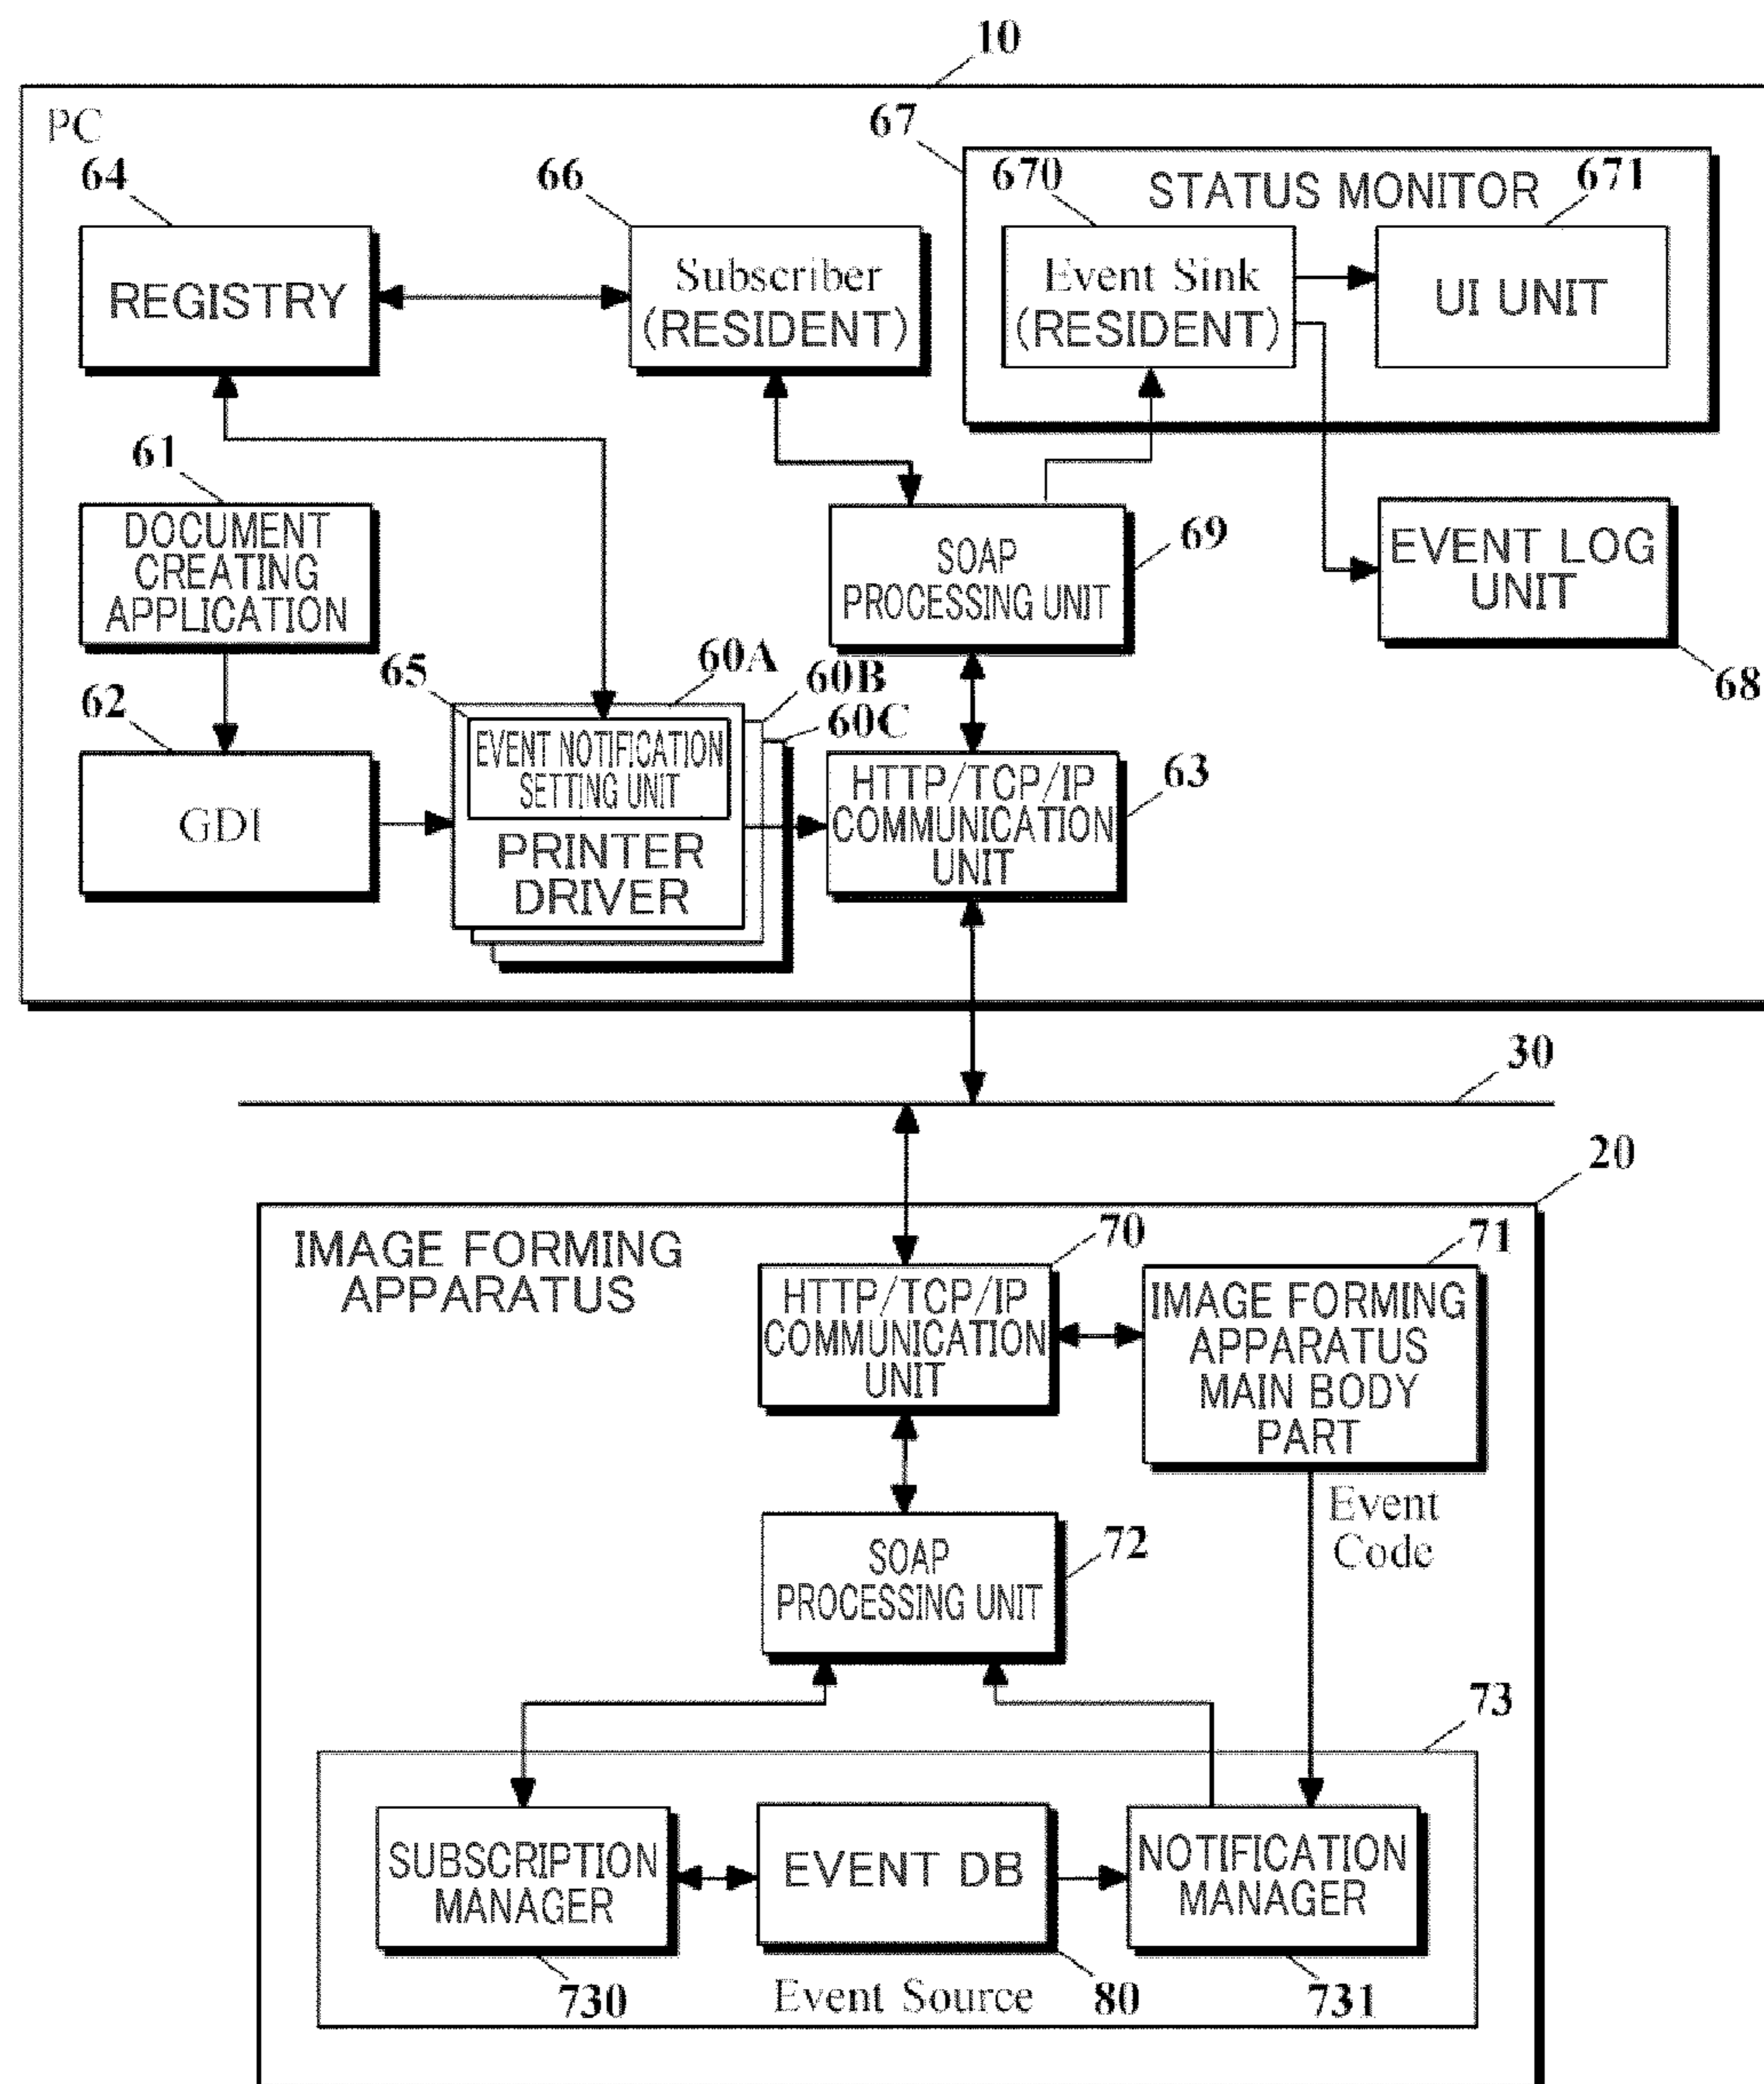 10
PC
67
64
66
670
STATUS MONITOR
671
REGISTRY
Subscriber
(RESIDENT)
Event Sink
(RESIDENT)
UI UNIT
61
DOCUMENT
CREATING
APPLICATION
SOAP
PROCESSING UNIT
69
EVENT LOG
UNIT
68
62
65
60A
60B
60C
GDI
EVENT NOTIFICATION
SETTING UNIT
PRINTER
DRIVER
HTTP/TCP/IP
COMMUNICATION
UNIT
63
30
20
IMAGE FORMING
APPARATUS
70
71
HTTP/TCP/IP
COMMUNICATION
UNIT
IMAGE FORMING
APPARATUS
MAIN BODY
PART
Event
Code
SOAP
PROCESSING UNIT
72
73
SUBSCRIPTION
MANAGER
EVENT DB
NOTIFICATION
MANAGER
730
Event Source
80
731